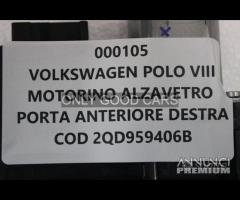 000105
VOLKSWAGEN POLO VIII
MOTORINO ALZAVETRO
ONLY GOOD CARS
PORTA ANTERIORE DESTRA
COD 2QD959406B
ANNUNCI
PREMIUM